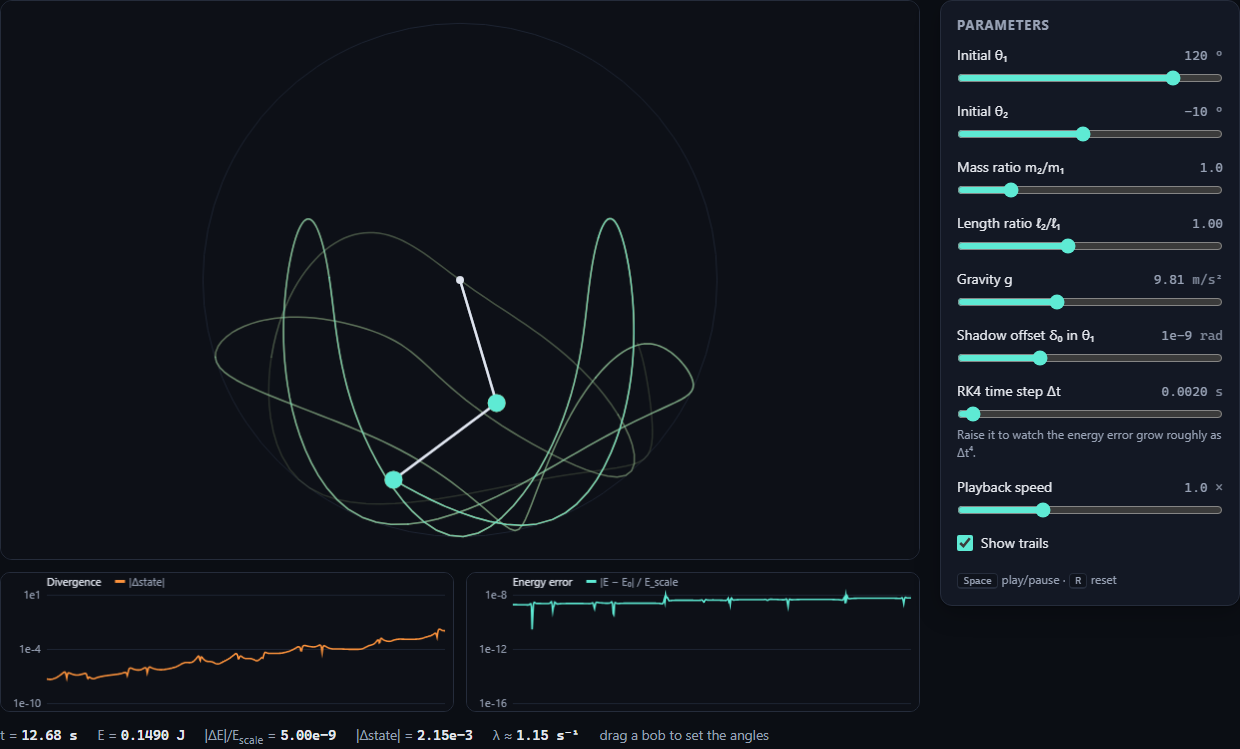 PARAMETERS
Initial θ₁ 120 °
Initial θ₂ −10 °
Mass ratio m₂/m₁ 1.0
Length ratio ℓ₂/ℓ₁ 1.00
Gravity g 9.81 m/s²
Shadow offset δ₀ in θ₁ 1e−9 rad
RK4 time step Δt 0.0020 s
Raise it to watch the energy error grow roughly as
Δt⁴.
Playback speed 1.0 ×
Show trails
Space play/pause · R reset
Divergence |Δstate|
1e1
1e-4
1e-10
Energy error |E − E₀| / E_scale
1e-8
1e-12
1e-16
t = 12.68 s E = 0.1490 J |ΔE|/Escale = 5.00e−9 |Δstate| = 2.15e−3 λ ≈ 1.15 s⁻¹ drag a bob to set the angles